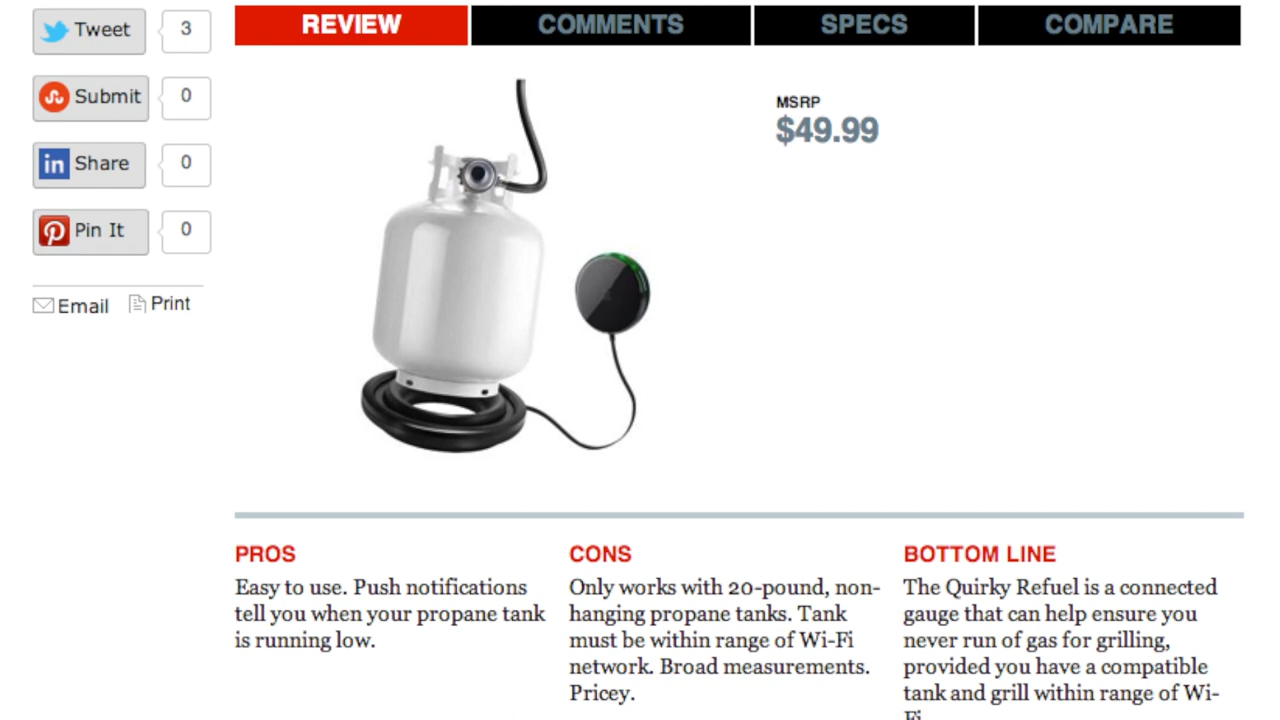 Tweet
3
Submit
0
Share
0
Pin It
0
Email
Print
REVIEW
COMMENTS
SPECS
COMPARE
MSRP
$49.99
PROS
Easy to use. Push notifications
tell you when your propane tank
is running low.
CONS
Only works with 20-pound, non-
hanging propane tanks. Tank
must be within range of Wi-Fi
network. Broad measurements.
Pricey.
BOTTOM LINE
The Quirky Refuel is a connected
gauge that can help ensure you
never run of gas for grilling,
provided you have a compatible
tank and grill within range of Wi-
Fi.